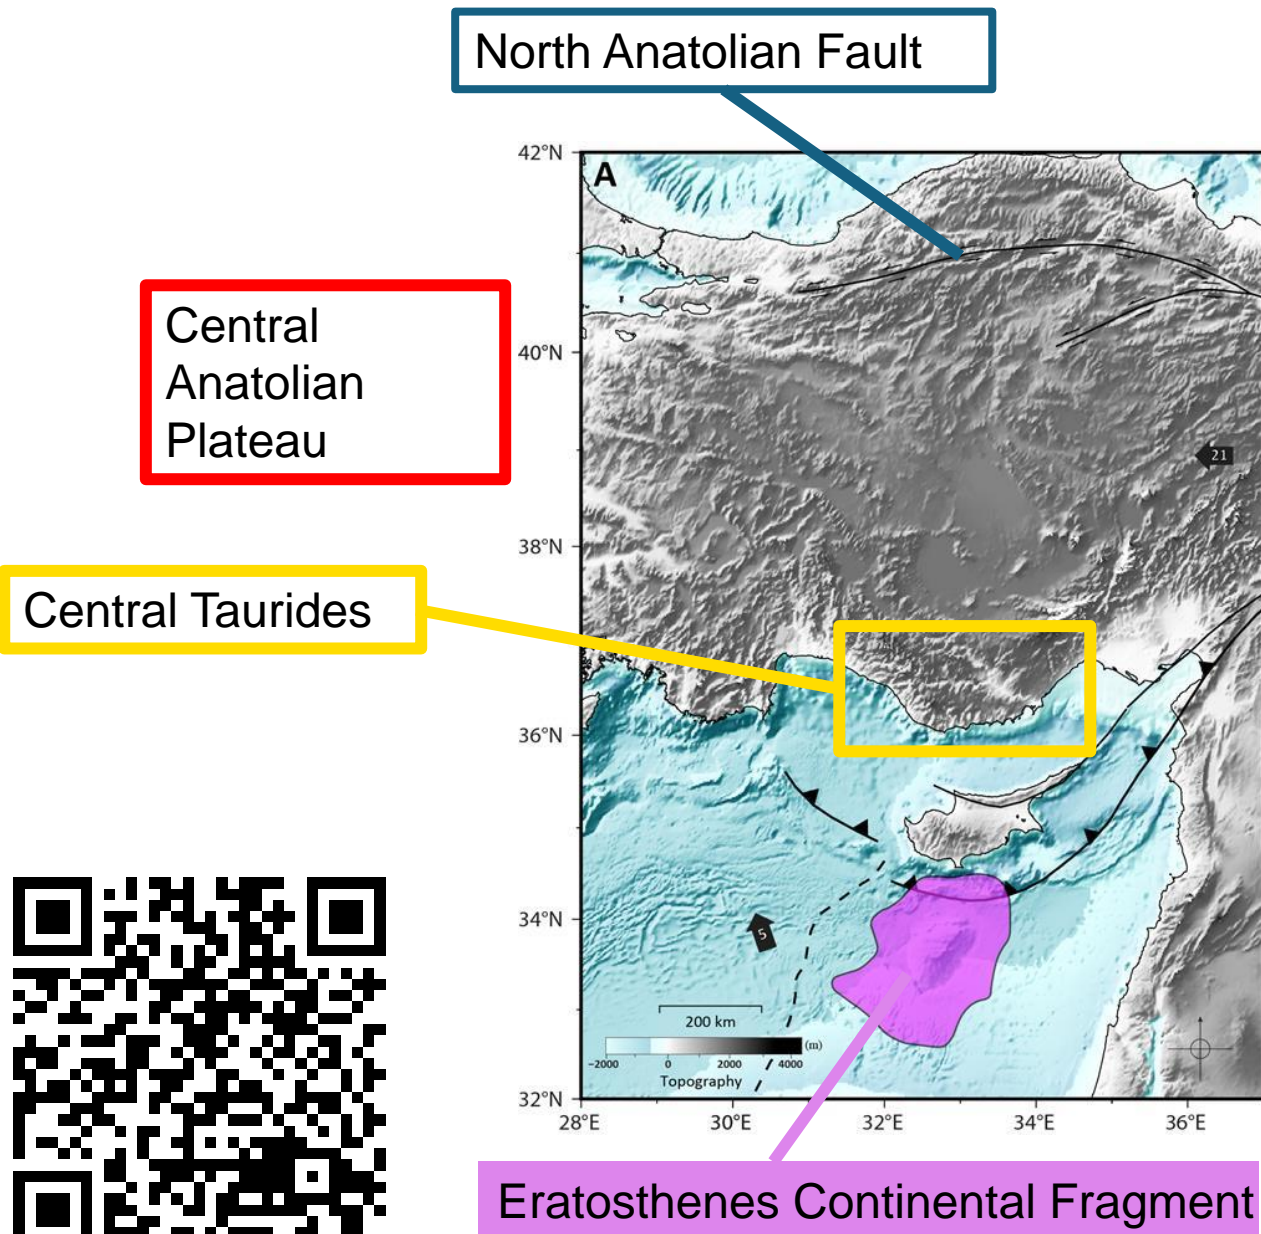 North Anatolian Fault
42°N
A
Central
Anatolian
Plateau
40°N
21
38°N
Central Taurides
36°N
34°N
5
200 km
(m)
−2000 0 2000 4000
Topography
32°N
28°E 30°E 32°E 34°E 36°E
Eratosthenes Continental Fragment